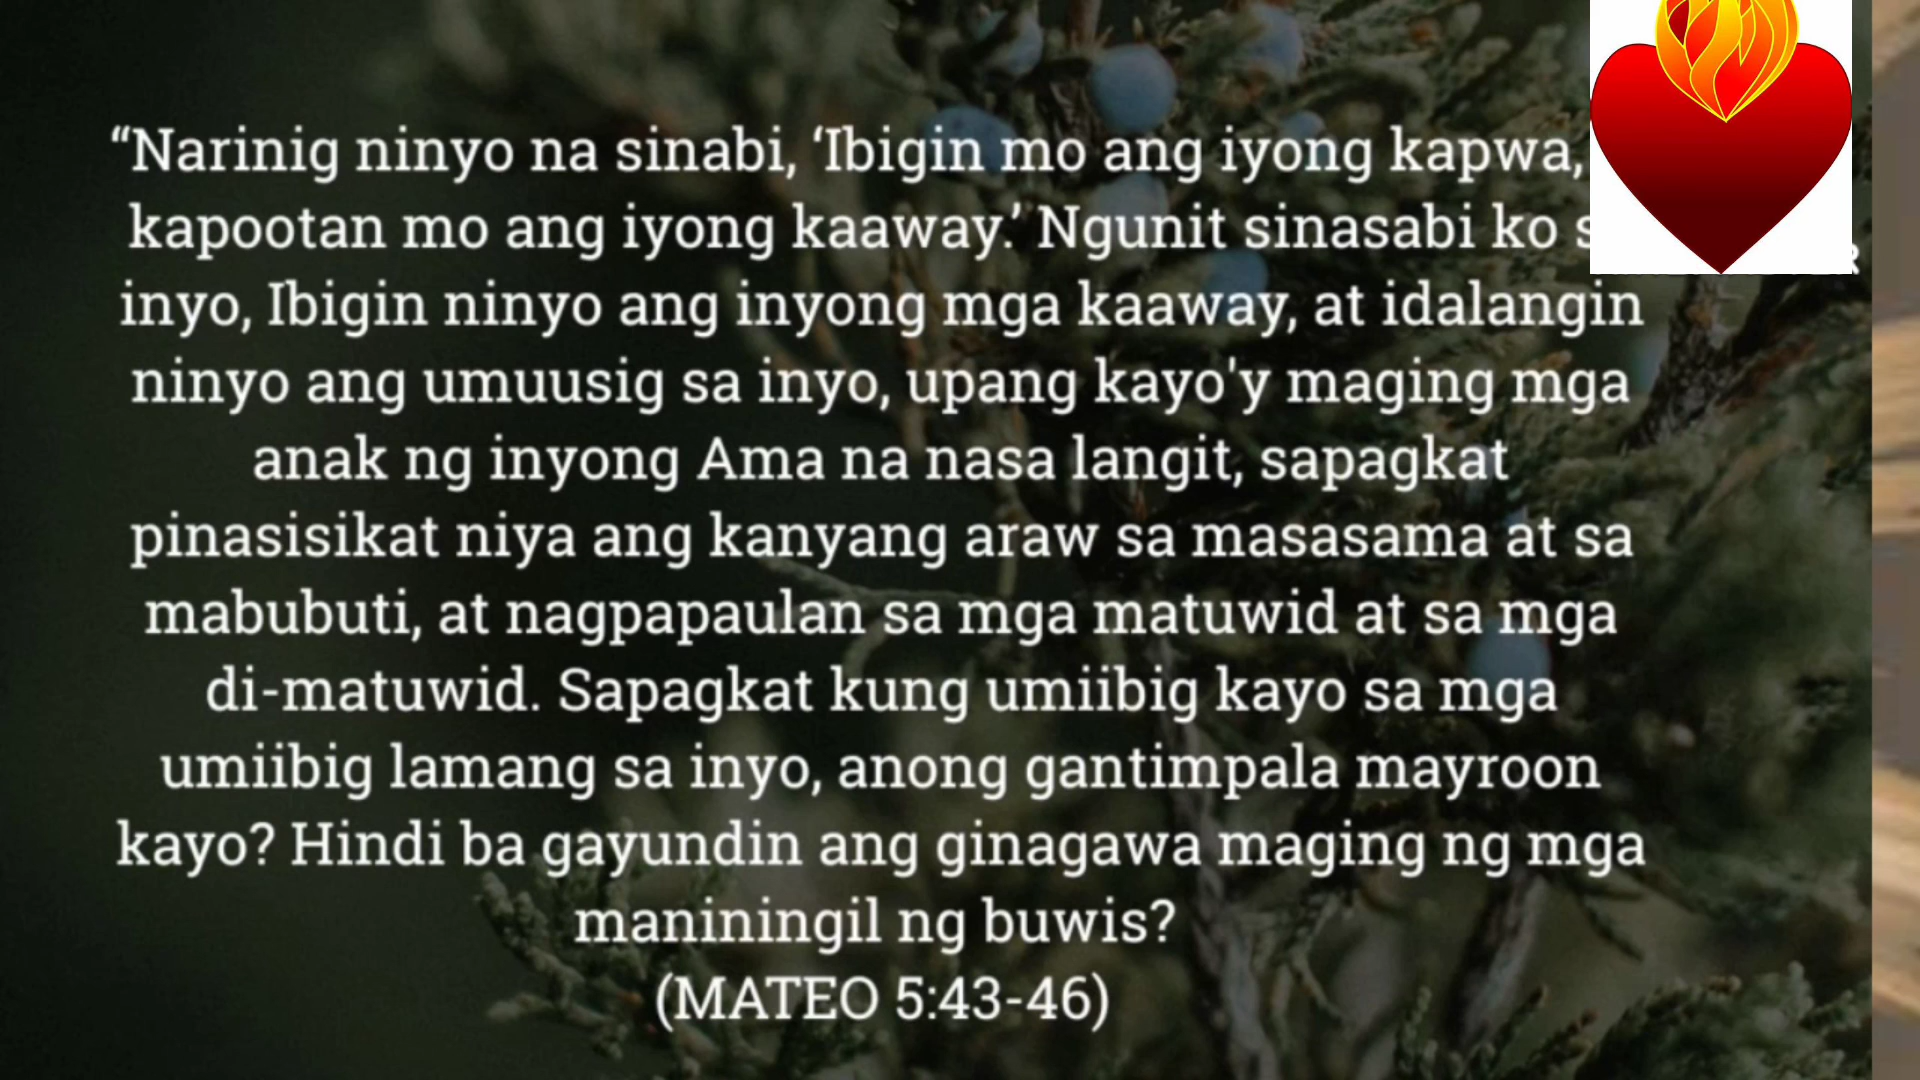 “Narinig ninyo na sinabi, ‘Ibigin mo ang iyong kapwa,
kapootan mo ang iyong kaaway.’ Ngunit sinasabi ko
inyo, Ibigin ninyo ang inyong mga kaaway, at idalangin
ninyo ang umuusig sa inyo, upang kayo'y maging mga
anak ng inyong Ama na nasa langit, sapagkat
pinasisikat niya ang kanyang araw sa masasama at sa
mabubuti, at nagpapaulan sa mga matuwid at sa mga
di-matuwid. Sapagkat kung umiibig kayo sa mga
umiibig lamang sa inyo, anong gantimpala mayroon
kayo? Hindi ba gayundin ang ginagawa maging ng mga
maniningil ng buwis?
(MATEO 5:43-46)